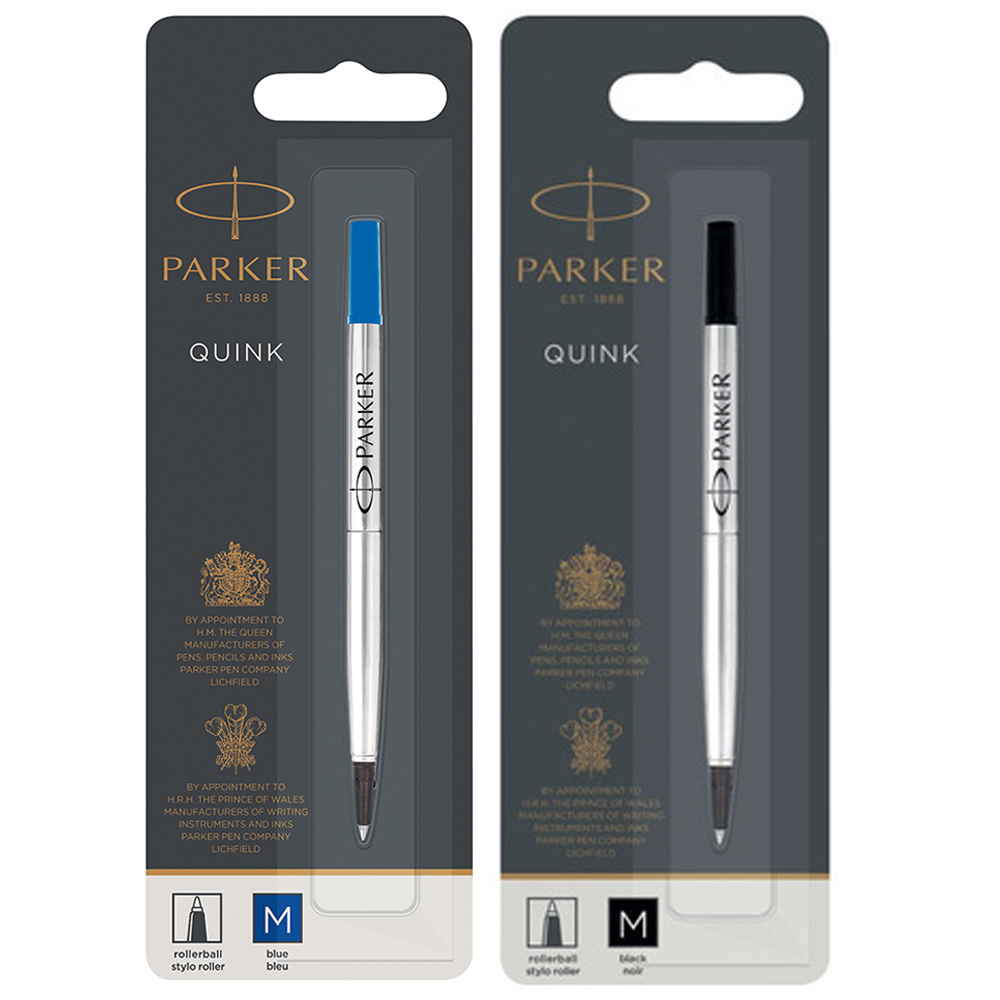 PARKER
EST. 1888
QUINK
PARKER
BY APPOINTMENT TO
H.M. THE QUEEN
MANUFACTURERS OF
PENS, PENCILS AND INKS
PARKER PEN COMPANY
LICHFIELD
BY APPOINTMENT TO
H.R.H. THE PRINCE OF WALES
MANUFACTURERS OF WRITING
INSTRUMENTS AND INKS
PARKER PEN COMPANY
LICHFIELD
rollerball
stylo roller
M
blue
bleu
PARKER
EST. 1888
QUINK
PARKER
BY APPOINTMENT TO
H.M. THE QUEEN
MANUFACTURERS OF
PENS, PENCILS AND INKS
PARKER PEN COMPANY
LICHFIELD
BY APPOINTMENT TO
H.R.H. THE PRINCE OF WALES
MANUFACTURERS OF WRITING
INSTRUMENTS AND INKS
PARKER PEN COMPANY
LICHFIELD
rollerball
stylo roller
M
black
noir